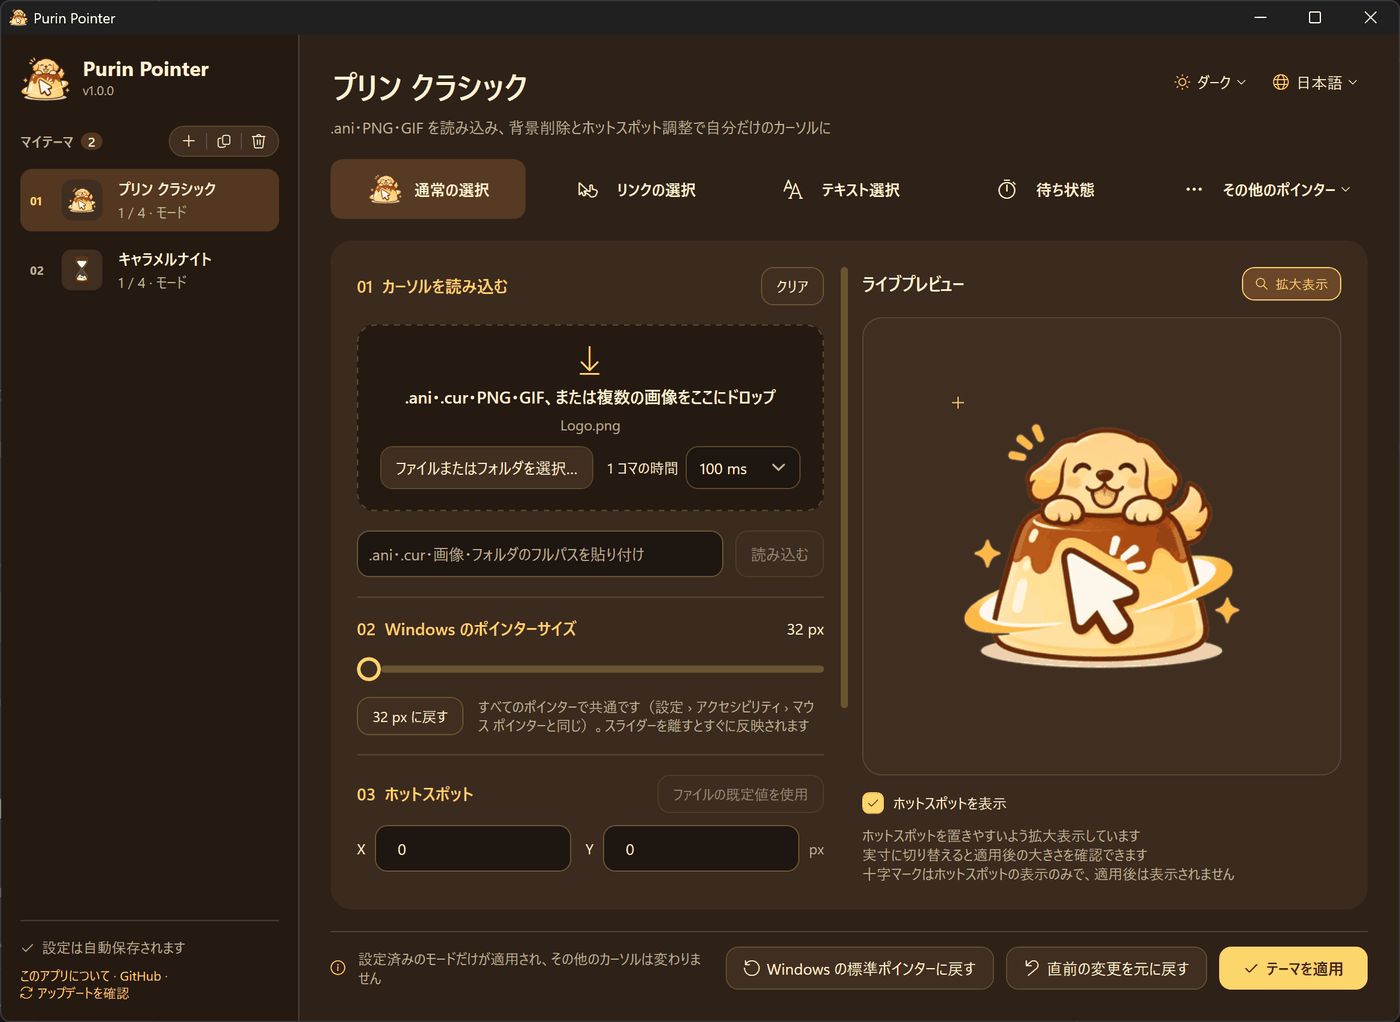 Purin Pointer
Purin Pointer
v1.0.0
マイテーマ 2
01 プリン クラシック
1 / 4 · モード
02 キャラメルナイト
1 / 4 · モード
設定は自動保存されます
このアプリについて · GitHub ·
アップデートを確認
プリン クラシック
ダーク
日本語
.ani・PNG・GIF を読み込み、背景削除とホットスポット調整で自分だけのカーソルに
通常の選択
リンクの選択
テキスト選択
待ち状態
その他のポインター
01 カーソルを読み込む
クリア
.ani・.cur・PNG・GIF、または複数の画像をここにドロップ
Logo.png
ファイルまたはフォルダを選択...
1 コマの時間
100 ms
.ani・.cur・画像・フォルダのフルパスを貼り付け
読み込む
02 Windows のポインターサイズ
32 px
32 px に戻す
すべてのポインターで共通です（設定 › アクセシビリティ › マウ
ス ポインターと同じ）。スライダーを離すとすぐに反映されます
03 ホットスポット
ファイルの既定値を使用
X 0 Y 0 px
ライブプレビュー
拡大表示
ホットスポットを表示
ホットスポットを置きやすいよう拡大表示しています
実寸に切り替えると適用後の大きさを確認できます
十字マークはホットスポットの表示のみで、適用後は表示されません
設定済みのモードだけが適用され、その他のカーソルは変わりま
せん
Windows の標準ポインターに戻す
直前の変更を元に戻す
テーマを適用